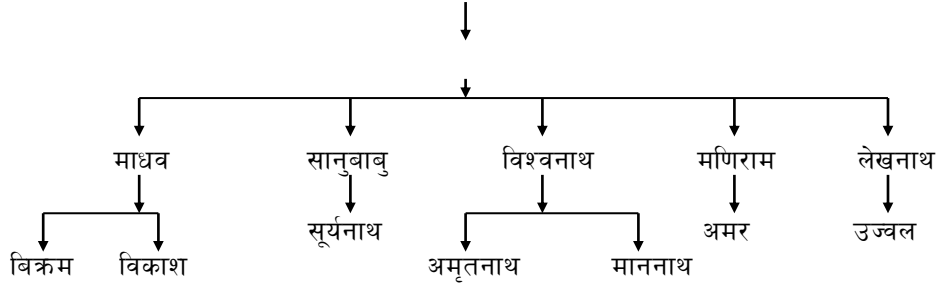 माधव सानुबाबु विश्वनाथ मणिराम लेखनाथ
सूर्यनाथ अमर उज्वल
बिक्रम विकाश अमृतनाथ माननाथ